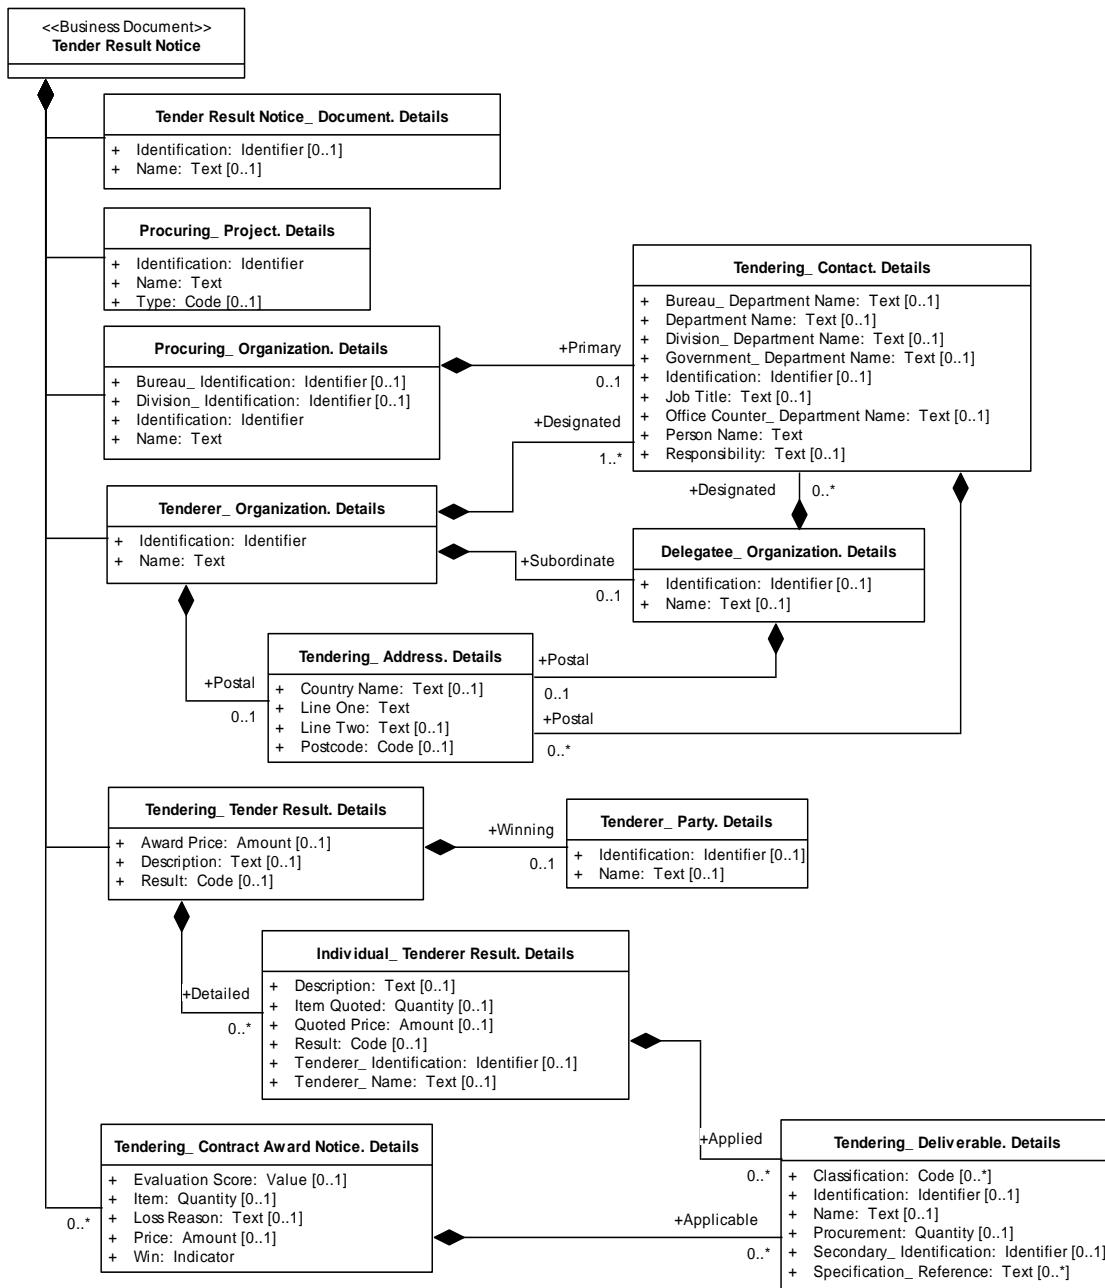 <<Business Document>>
Tender Result Notice
Tender Result Notice_ Document. Details
+ Identification: Identifier [0..1]
+ Name: Text [0..1]
Procuring_ Project. Details
+ Identification: Identifier
+ Name: Text
+ Type: Code [0..1]
Procuring_ Organization. Details
+ Bureau_ Identification: Identifier [0..1]
+ Division_ Identification: Identifier [0..1]
+ Identification: Identifier
+ Name: Text
+Primary
0..1
Tendering_ Contact. Details
+ Bureau_ Department Name: Text [0..1]
+ Department Name: Text [0..1]
+ Division_ Department Name: Text [0..1]
+ Government_ Department Name: Text [0..1]
+ Identification: Identifier [0..1]
+ Job Title: Text [0..1]
+ Office Counter_ Department Name: Text [0..1]
+ Person Name: Text
+ Responsibility: Text [0..1]
+Designated
1..*
Tenderer_ Organization. Details
+ Identification: Identifier
+ Name: Text
+Designated
0..*
+Subordinate
0..1
Delegatee_ Organization. Details
+ Identification: Identifier [0..1]
+ Name: Text [0..1]
+Postal
0..1
Tendering_ Address. Details
+ Country Name: Text [0..1]
+ Line One: Text
+ Line Two: Text [0..1]
+ Postcode: Code [0..1]
+Postal
0..1
+Postal
0..*
Tendering_ Tender Result. Details
+ Award Price: Amount [0..1]
+ Description: Text [0..1]
+ Result: Code [0..1]
+Winning
0..1
Tenderer_ Party. Details
+ Identification: Identifier [0..1]
+ Name: Text [0..1]
+Detailed
0..*
Individual_ Tenderer Result. Details
+ Description: Text [0..1]
+ Item Quoted: Quantity [0..1]
+ Quoted Price: Amount [0..1]
+ Result: Code [0..1]
+ Tenderer_ Identification: Identifier [0..1]
+ Tenderer_ Name: Text [0..1]
+Applied
0..*
0..*
Tendering_ Contract Award Notice. Details
+ Evaluation Score: Value [0..1]
+ Item: Quantity [0..1]
+ Loss Reason: Text [0..1]
+ Price: Amount [0..1]
+ Win: Indicator
+Applicable
0..*
Tendering_ Deliverable. Details
+ Classification: Code [0..*]
+ Identification: Identifier [0..1]
+ Name: Text [0..1]
+ Procurement: Quantity [0..1]
+ Secondary_ Identification: Identifier [0..1]
+ Specification_ Reference: Text [0..*]